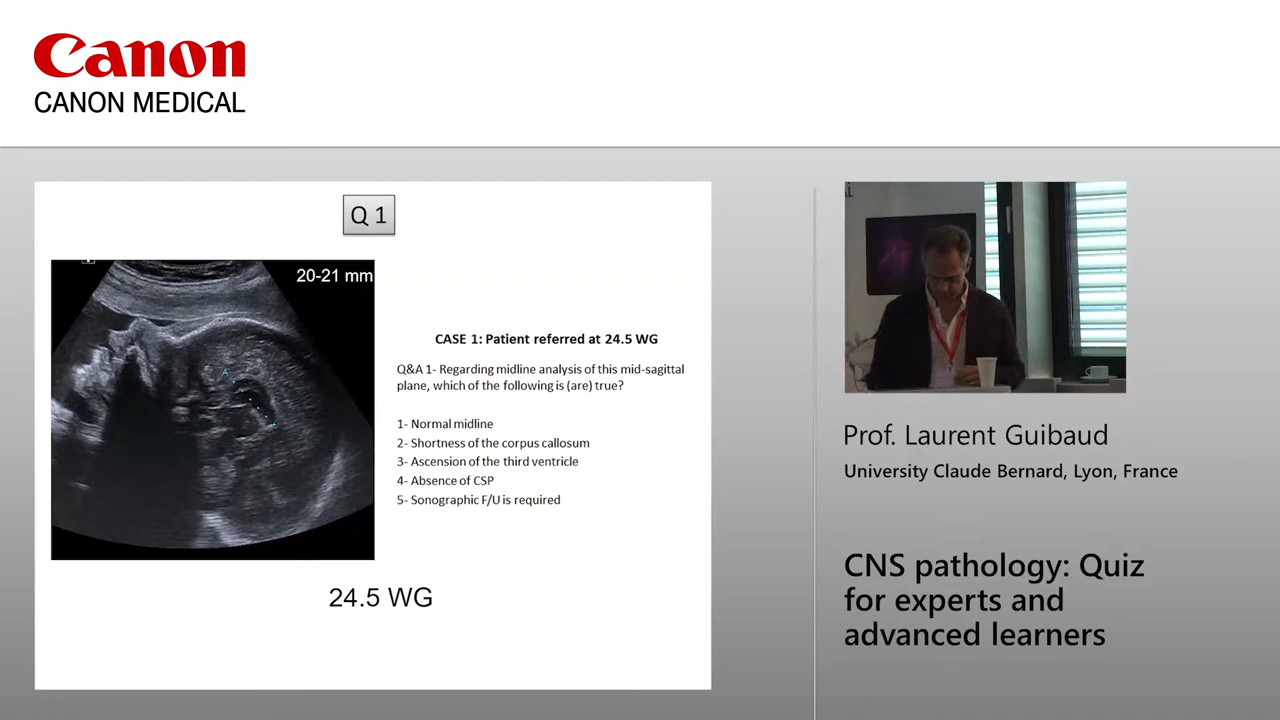 Canon
CANON MEDICAL
Q 1
20-21 mm
A
CASE 1: Patient referred at 24.5 WG
Q&A 1- Regarding midline analysis of this mid-sagittal
plane, which of the following is (are) true?
1- Normal midline
2- Shortness of the corpus callosum
3- Ascension of the third ventricle
4- Absence of CSP
5- Sonographic F/U is required
24.5 WG
Prof. Laurent Guibaud
University Claude Bernard, Lyon, France
CNS pathology: Quiz
for experts and
advanced learners